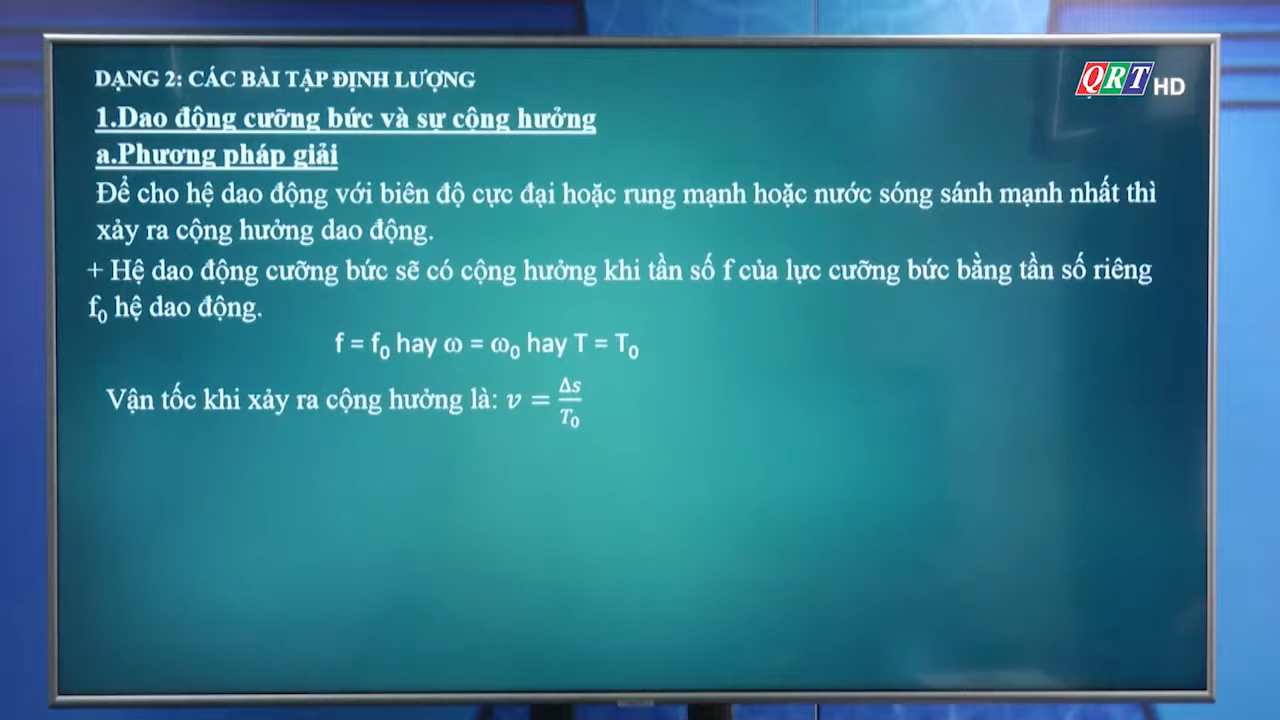 QRT HD
DẠNG 2: CÁC BÀI TẬP ĐỊNH LƯỢNG
1.Dao động cưỡng bức và sự cộng hưởng
a.Phương pháp giải
Để cho hệ dao động với biên độ cực đại hoặc rung mạnh hoặc nước sóng sánh mạnh nhất thì
xảy ra cộng hưởng dao động.
+ Hệ dao động cưỡng bức sẽ có cộng hưởng khi tần số f của lực cưỡng bức bằng tần số riêng
f₀ hệ dao động.
f = f₀ hay ω = ω₀ hay T = T₀
Vận tốc khi xảy ra cộng hưởng là: v = Δs/T₀